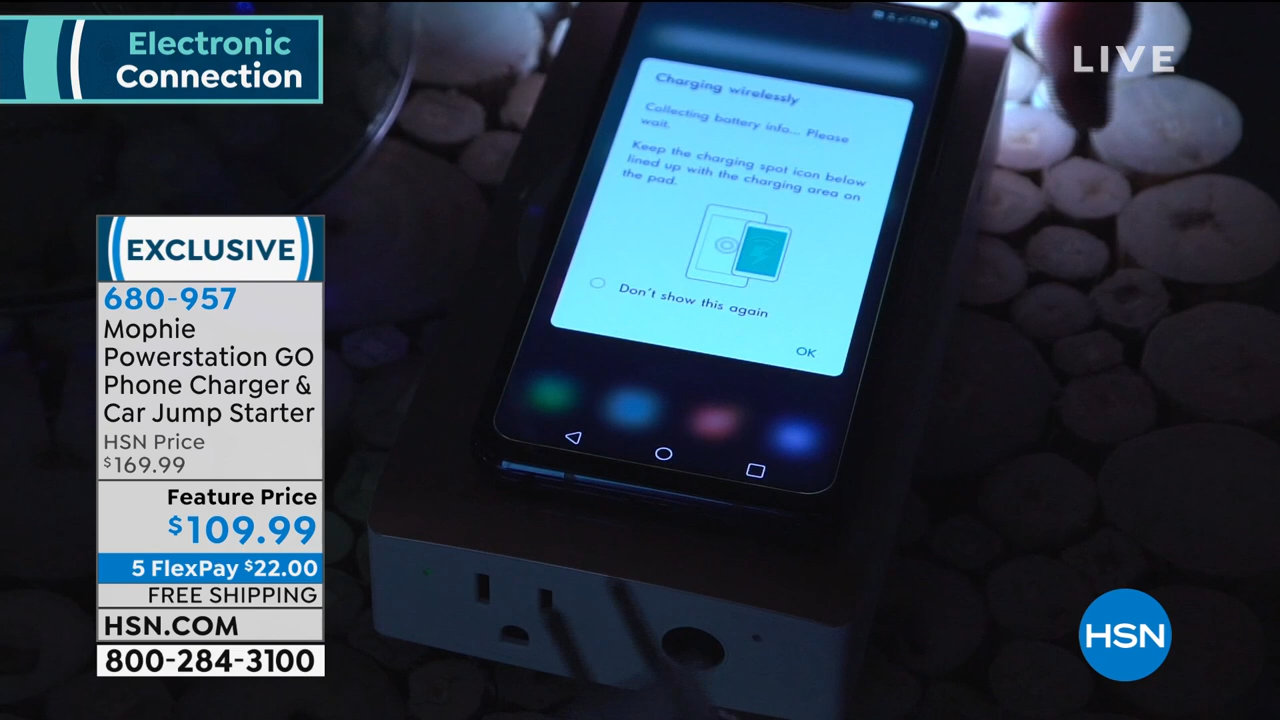 Electronic
Connection
LIVE
EXCLUSIVE
680-957
Mophie
Powerstation GO
Phone Charger &
Car Jump Starter
HSN Price
$169.99
Feature Price
$109.99
5 FlexPay $22.00
FREE SHIPPING
HSN.COM
800-284-3100
Charging wirelessly
Collecting battery info... Please
wait.
Keep the charging spot icon below
lined up with the charging area on
the pad.
Don't show this again
OK
HSN